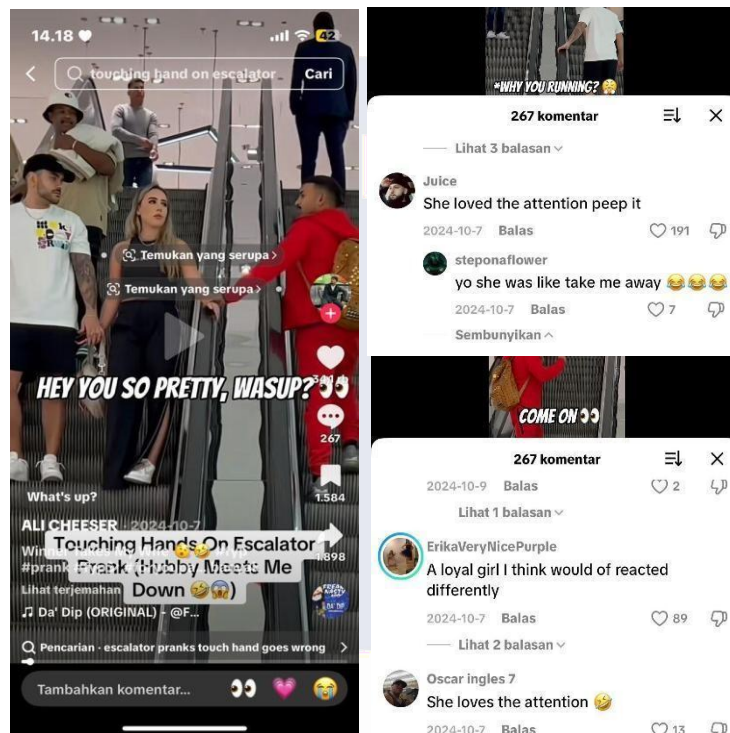 14.18
42
touching hand on escalator
Cari
Temukan yang serupa >
Temukan yang serupa >
HEY YOU SO PRETTY, WASUP? 👀
267
What's up?
1.584
ALI CHEESER · 2024-10-7
Touching Hands On Escalator
#prank
Prank (Hubby Meets Me
1.898
Lihat terjemahan
Down 🤣😱)
♫ Da' Dip (ORIGINAL) - @F...
Pencarian · escalator pranks touch hand goes wrong >
Tambahkan komentar... 👀 💗 😭
*WHY YOU RUNNING? 😤
267 komentar
Lihat 3 balasan
Juice
She loved the attention peep it
2024-10-7 Balas 191
steponaflower
yo she was like take me away 😂😂😂
2024-10-7 Balas 7
Sembunyikan
COME ON 👀
267 komentar
2024-10-9 Balas 2
Lihat 1 balasan
ErikaVeryNicePurple
A loyal girl I think would of reacted
differently
2024-10-7 Balas 89
Lihat 2 balasan
Oscar ingles 7
She loves the attention 🤣
2024-10-7 Balas 13